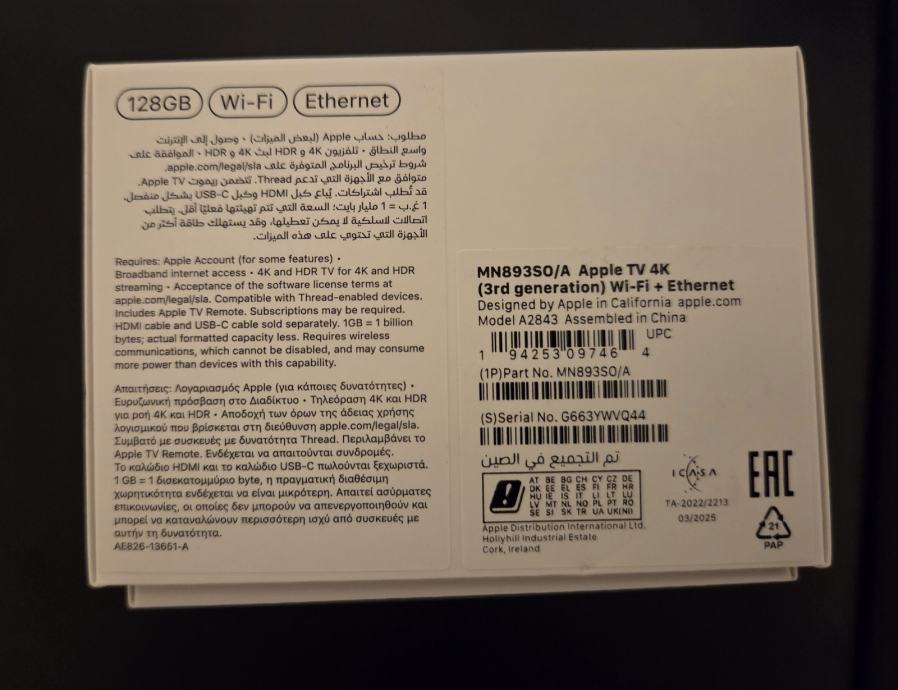 128GB Wi-Fi Ethernet
مطلوب: حساب Apple (لبعض الميزات) • وصول إلى الإنترنت
واسع النطاق • تلفزيون 4K و HDR لبث 4K و HDR • الموافقة على
شروط ترخيص البرنامج المتوفرة على apple.com/legal/sla.
متوافق مع الأجهزة التي تدعم Thread. تتضمن ريموت Apple TV.
قد تُطلب اشتراكات. يُباع كبل HDMI وكبل USB-C بشكل منفصل.
1 غ.ب = 1 مليار بايت؛ السعة التي تتم تهيئتها فعليًا أقل. يتطلب
اتصالات لاسلكية لا يمكن تعطيلها، وقد يستهلك طاقة أكثر من
الأجهزة التي تحتوي على هذه الميزات.
Requires: Apple Account (for some features) •
Broadband internet access • 4K and HDR TV for 4K and HDR
streaming • Acceptance of the software license terms at
apple.com/legal/sla. Compatible with Thread-enabled devices.
Includes Apple TV Remote. Subscriptions may be required.
HDMI cable and USB-C cable sold separately. 1GB = 1 billion
bytes; actual formatted capacity less. Requires wireless
communications, which cannot be disabled, and may consume
more power than devices with this capability.
Απαιτήσεις: Λογαριασμός Apple (για κάποιες δυνατότητες) •
Ευρυζωνική πρόσβαση στο Διαδίκτυο • Τηλεόραση 4K και HDR
για ροή 4K και HDR • Αποδοχή των όρων της άδειας χρήσης
λογισμικού που βρίσκεται στη διεύθυνση apple.com/legal/sla.
Συμβατό με συσκευές με δυνατότητα Thread. Περιλαμβάνει το
Apple TV Remote. Ενδέχεται να απαιτούνται συνδρομές.
Το καλώδιο HDMI και το καλώδιο USB-C πωλούνται ξεχωριστά.
1 GB = 1 δισεκατομμύριο byte, η πραγματική διαθέσιμη
χωρητικότητα ενδέχεται να είναι μικρότερη. Απαιτεί ασύρματες
επικοινωνίες, οι οποίες δεν μπορούν να απενεργοποιηθούν και
μπορεί να καταναλώνουν περισσότερη ισχύ από συσκευές με
αυτήν τη δυνατότητα.
AE826-13651-A
MN893SO/A Apple TV 4K
(3rd generation) Wi-Fi + Ethernet
Designed by Apple in California apple.com
Model A2843 Assembled in China
UPC
1 94253 09746 4
(1P)Part No. MN893SO/A
(S)Serial No. G663YWVQ44
تم التجميع في الصين
AT BE BG CH CY CZ DE
DK EE EL ES FI FR HR
HU IE IS IT LI LT LU
LV MT NL NO PL PT RO
SE SI SK TR UA UK(NI)
Apple Distribution International Ltd.
Hollyhill Industrial Estate
Cork, Ireland
ICASA
TA-2022/2213
03/2025
EAC
21
PAP